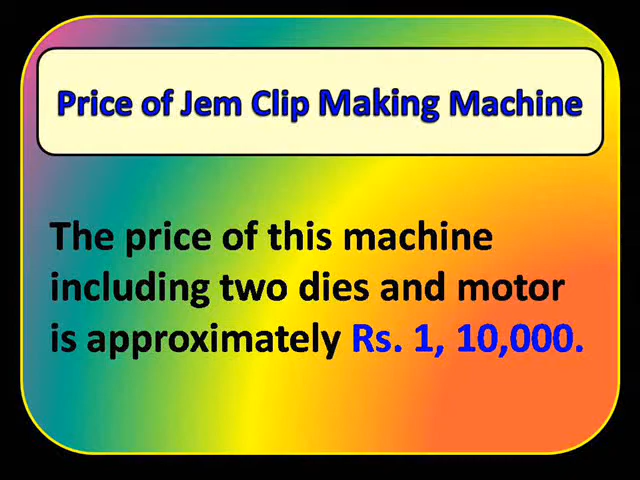 Price of Jem Clip Making Machine
The price of this machine
including two dies and motor
is approximately Rs. 1, 10,000.